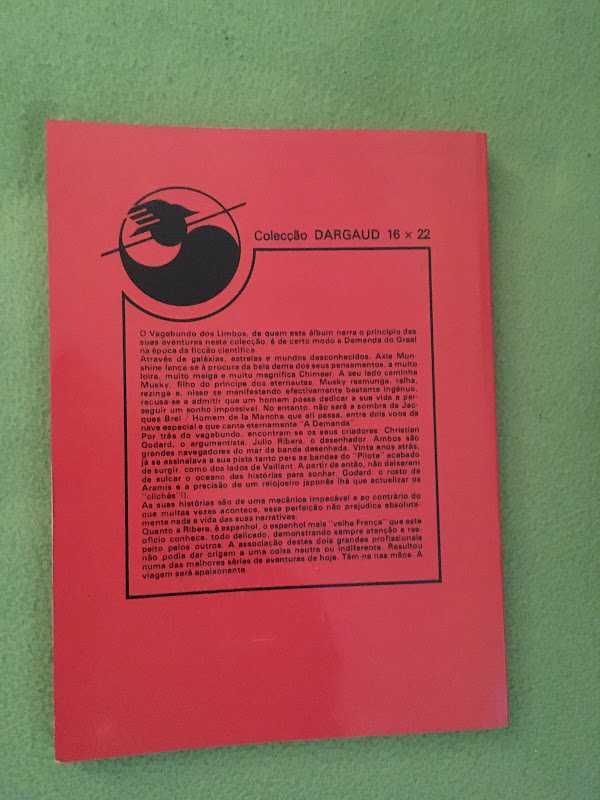 Colecção DARGAUD 16 × 22
O Vagabundo dos Limbos, de quem este álbum narra o princípio das
suas aventuras nesta colecção, é de certo modo a Demanda do Graal
na época da ficção científica.
Através de galáxias, estrelas e mundos desconhecidos, Axle Mun-
shine lança-se à procura da bela dama dos seus pensamentos, a muito
loira, muito meiga e muito magnífica Chimeer. A seu lado caminha
Musky, filho do príncipe dos eternautas. Musky resmunga, ralha,
rezinga e, nisso se manifestando efectivamente bastante ingénuo,
recusa-se a admitir que um homem possa dedicar a sua vida a per-
seguir um sonho impossível. No entanto, não será a sombra de Jac-
ques Brel / Homem de la Mancha que ali passa, entre dois voos da
nave espacial e que canta eternamente "A Demanda"
Por trás do vagabundo, encontram-se os seus criadores: Christian
Godard, o argumentista, Julio Ribera, o desenhador. Ambos são
grandes navegadores do mar da banda desenhada. Vinte anos atrás,
já se assinalava a sua pista tanto pera as bandas do "Pilote" acabado
de surgir, como dos lados de Vaillant. A partir de então, não deixaram
de sulcar o oceano das histórias para sonhar. Godard: o rosto de
Aramis e a precisão de um relojoeiro japonês (há que actuelizar os
"clichés"!).
As suas histórias são de uma mecânica impecável e ao contrário do
que muitas vezes acontece, essa perfeição não prejudica absoluta-
mente nada a vida das suas narrativas.
Quanto a Ribera, é espanhol, o espanhol mais "velha França" que este
ofício conhece, todo delicado, demonstrando sempre atenção e res-
peito pelos outros. A associação destes dois grandes profissionais
não podia dar origem a uma coisa neutra ou indiferente. Resultou
numa das melhores séries de aventuras de hoje. Têm-na nas mãos. A
viagem será apaixonante.